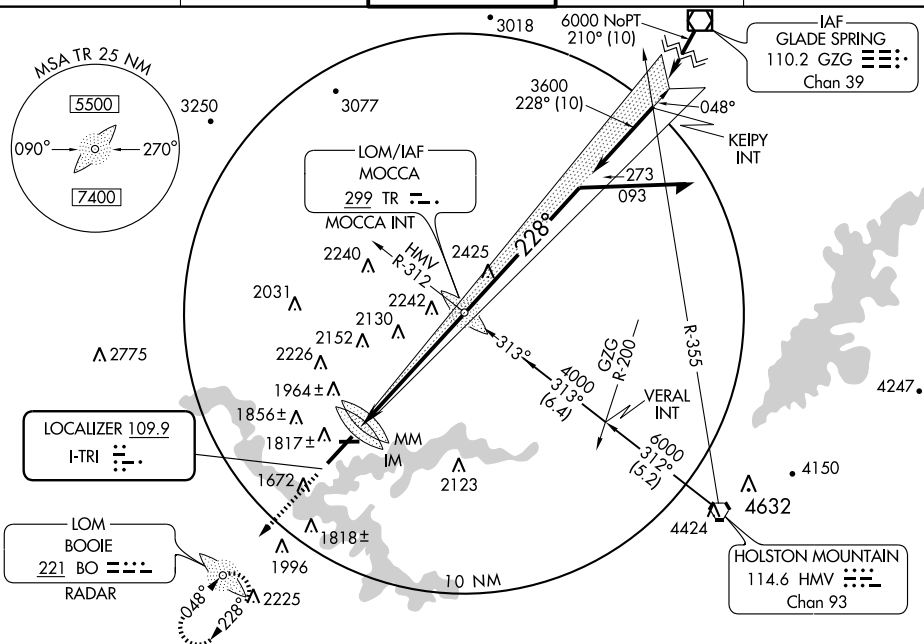 3018
6000 NoPT
210° (10)
IAF
GLADE SPRING
110.2 GZG
Chan 39
MSA TR 25 NM
5500
090°
270°
7400
3250
3077
3600
228° (10)
048°
KEIPY
INT
LOM/IAF
MOCCA
299 TR
MOCCA INT
273
093
228°
HMV
R-312
2240
2425
2031
2242
2130
2152
2226
2775
1964±
1856±
1817±
313°
4000
313°
(6.4)
GZG
R-200
VERAL
INT
R-355
4247
LOCALIZER 109.9
I-TRI
MM
IM
6000
312°
(5.2)
4150
2123
1672
4632
4424
LOM
BOOIE
221 BO
RADAR
1818±
1996
10 NM
HOLSTON MOUNTAIN
114.6 HMV
Chan 93
048°
228°
2225